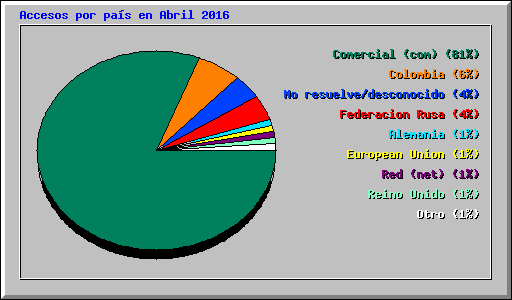 Accesos por país en Abril 2016
Comercial (com) (81%)
Colombia (6%)
No resuelve/desconocido (4%)
Federacion Rusa (4%)
Alemania (1%)
European Union (1%)
Red (net) (1%)
Reino Unido (1%)
Otro (1%)